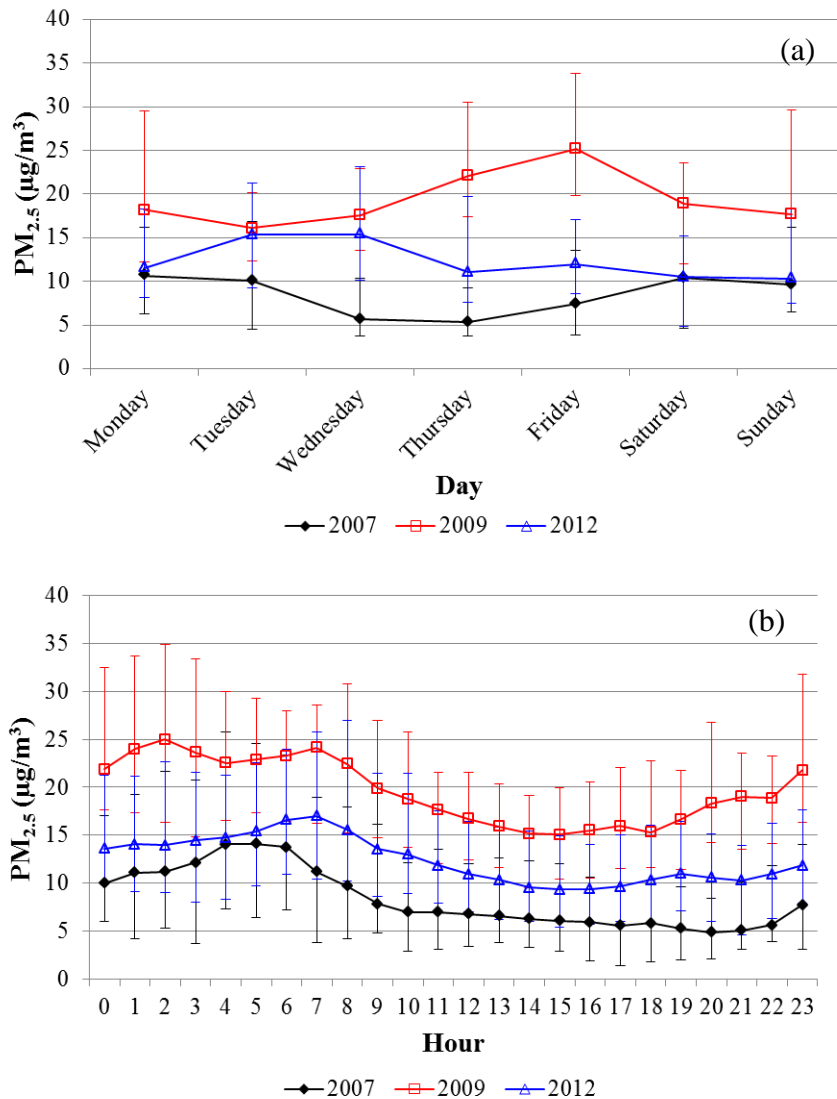 (a)
PM2.5 (µg/m³)
40
35
30
25
20
15
10
5
0
Monday
Tuesday
Wednesday
Thursday
Friday
Saturday
Sunday
Day
2007 2009 2012
(b)
PM2.5 (µg/m³)
40
35
30
25
20
15
10
5
0
0 1 2 3 4 5 6 7 8 9 10 11 12 13 14 15 16 17 18 19 20 21 22 23
Hour
2007 2009 2012